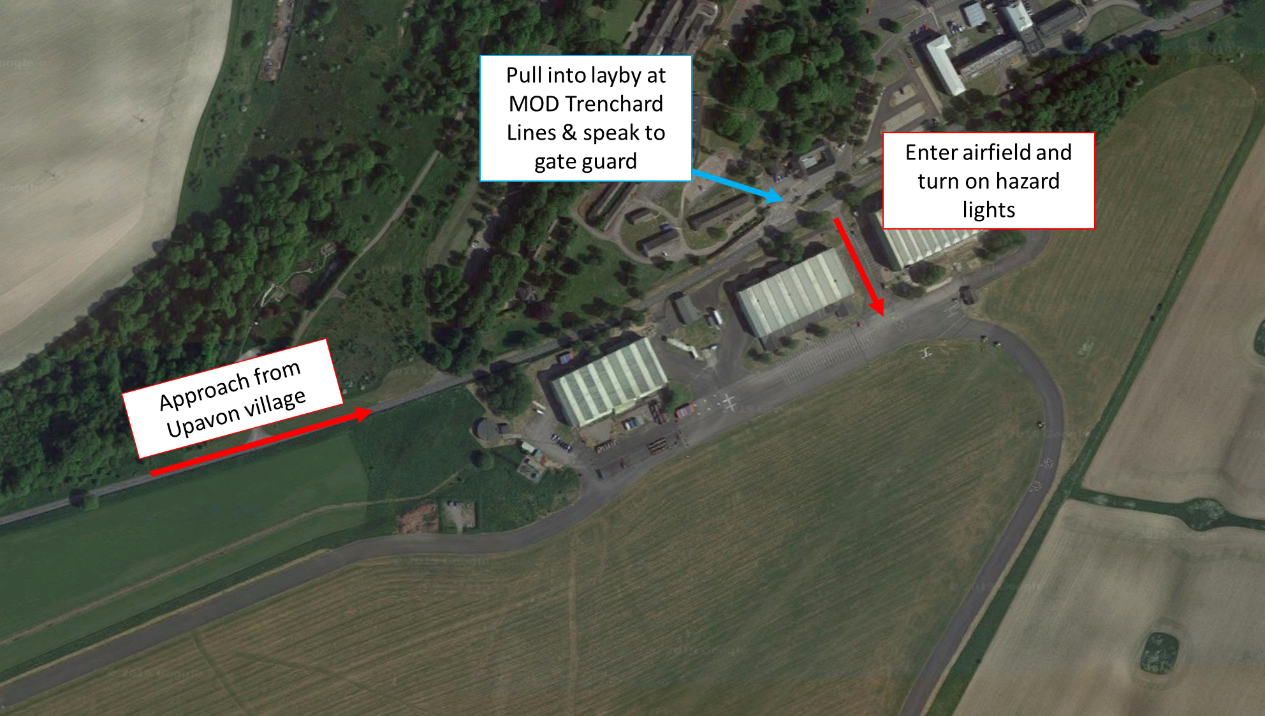 Pull into layby at
MOD Trenchard
Lines & speak to
gate guard
Enter airfield and
turn on hazard
lights
Approach from
Upavon village